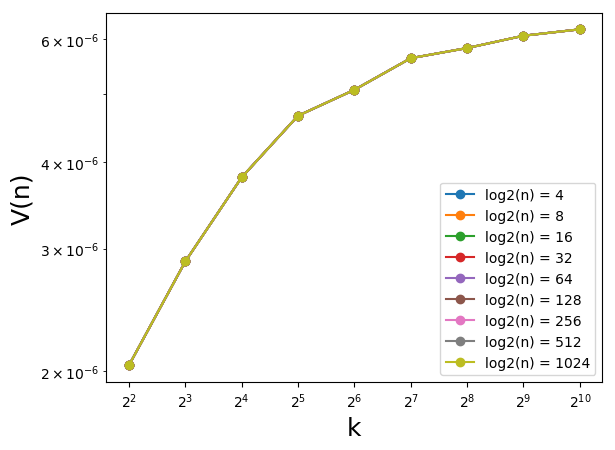 6 × 10⁻⁶
4 × 10⁻⁶
3 × 10⁻⁶
2 × 10⁻⁶
V(n)
log2(n) = 4
log2(n) = 8
log2(n) = 16
log2(n) = 32
log2(n) = 64
log2(n) = 128
log2(n) = 256
log2(n) = 512
log2(n) = 1024
2² 2³ 2⁴ 2⁵ 2⁶ 2⁷ 2⁸ 2⁹ 2¹⁰
k